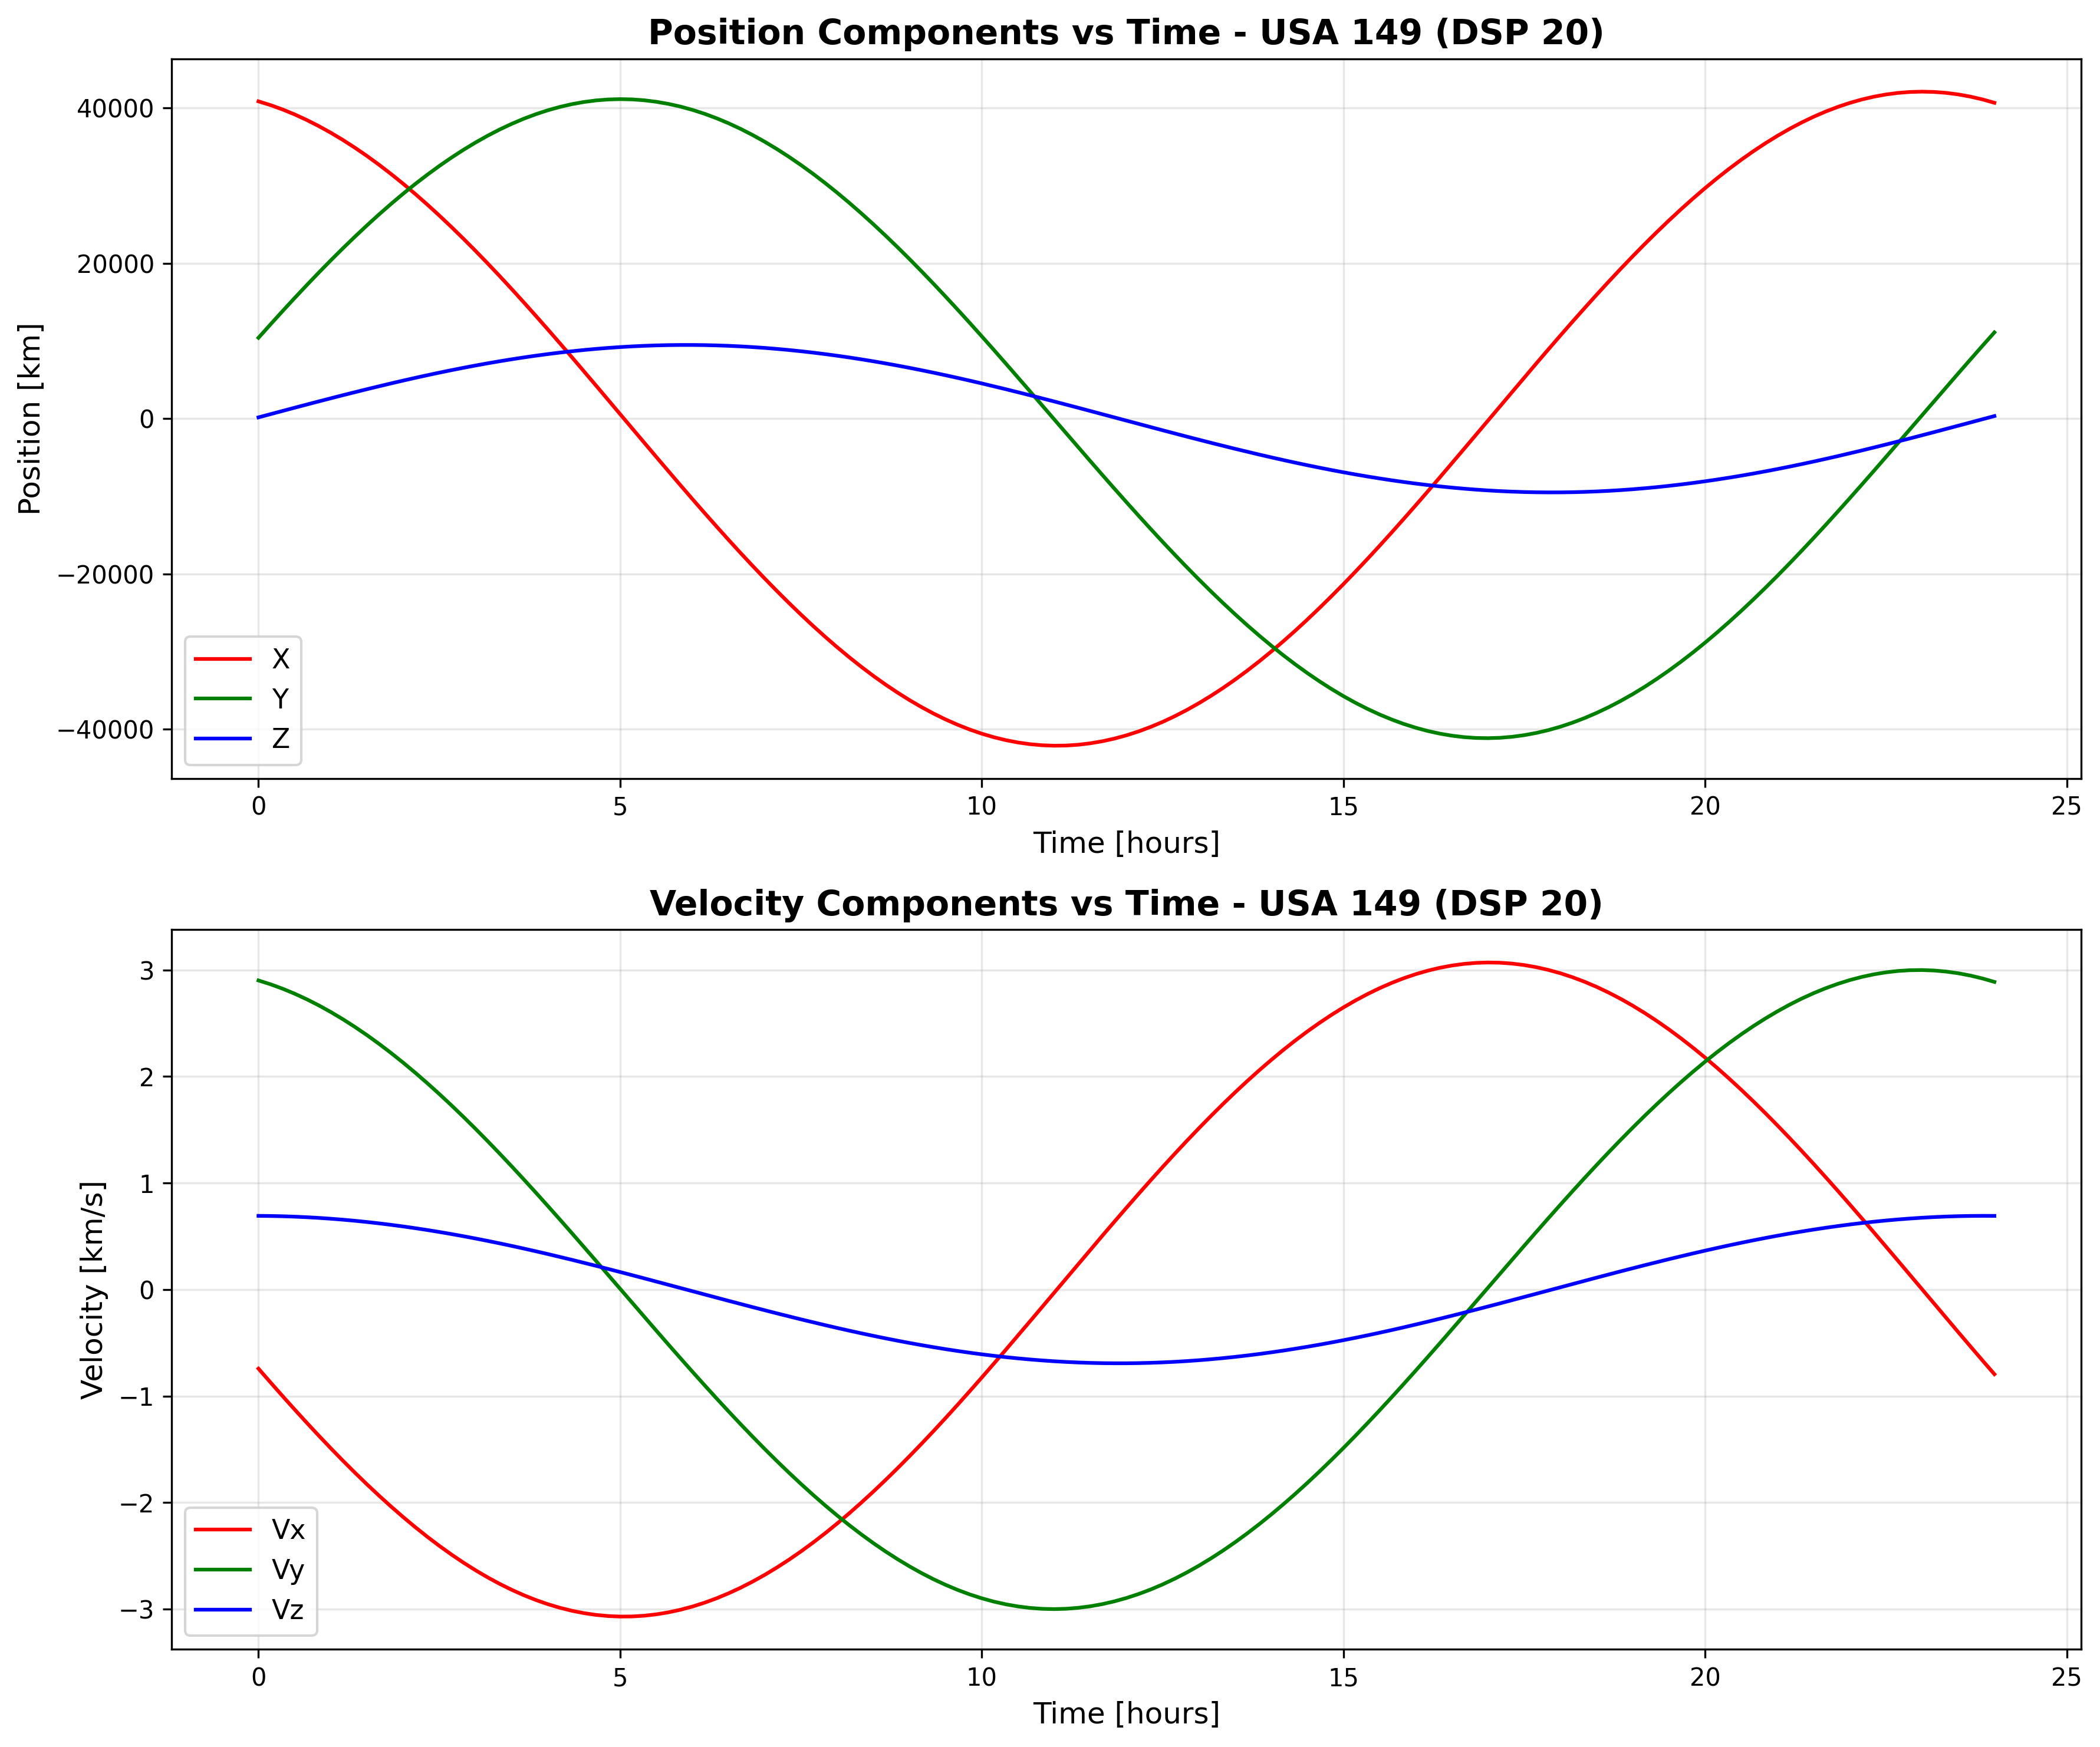 Position Components vs Time - USA 149 (DSP 20)
Position [km]
40000
20000
0
−20000
−40000
X
Y
Z
0 5 10 15 20 25
Time [hours]
Velocity Components vs Time - USA 149 (DSP 20)
Velocity [km/s]
3
2
1
0
−1
−2
−3
Vx
Vy
Vz
0 5 10 15 20 25
Time [hours]